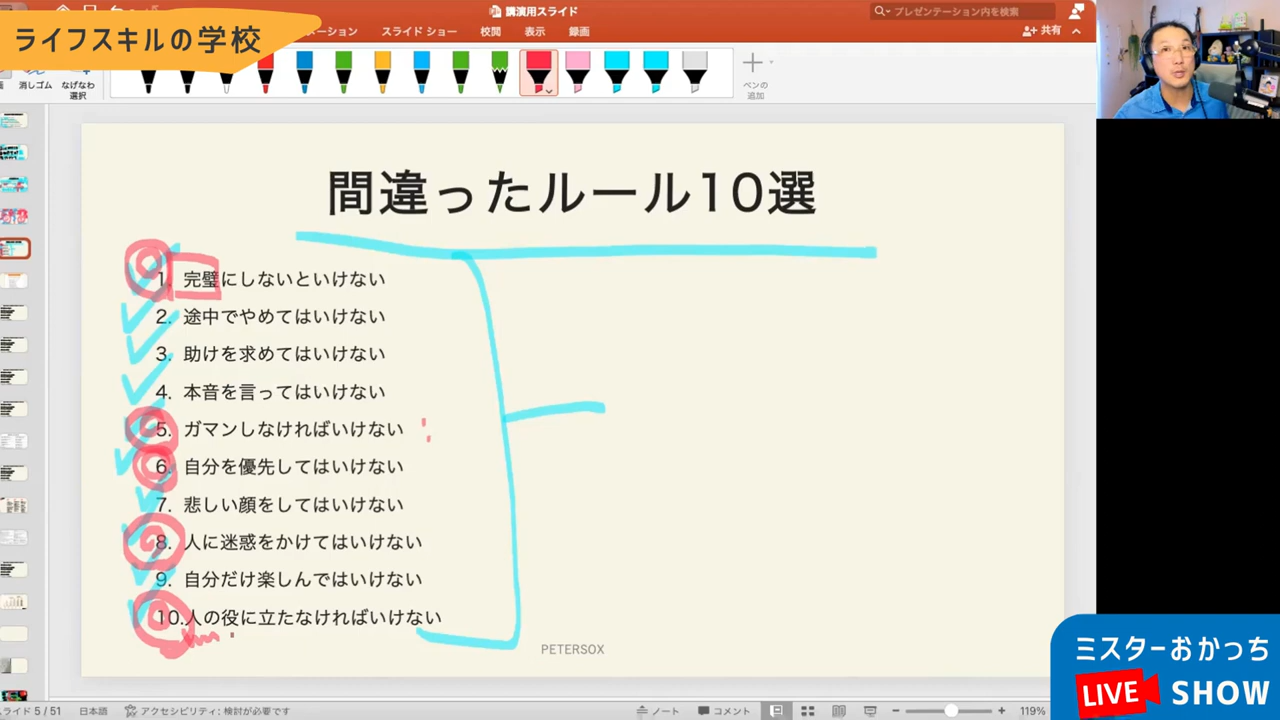 ライフスキルの学校
講演用スライド
プレゼンテーション内を検索
スライド ショー
校閲
表示
録画
共有
消しゴム
なげなわ
選択
ペンの
追加
間違ったルール10選
1. 完璧にしないといけない
2. 途中でやめてはいけない
3. 助けを求めてはいけない
4. 本音を言ってはいけない
5. ガマンしなければいけない
6. 自分を優先してはいけない
7. 悲しい顔をしてはいけない
8. 人に迷惑をかけてはいけない
9. 自分だけ楽しんではいけない
10.人の役に立たなければいけない
PETERSOX
ミスターおかっち
LIVE SHOW
スライド 5 / 51
日本語
アクセシビリティ: 検討が必要です
ノート
コメント
119%